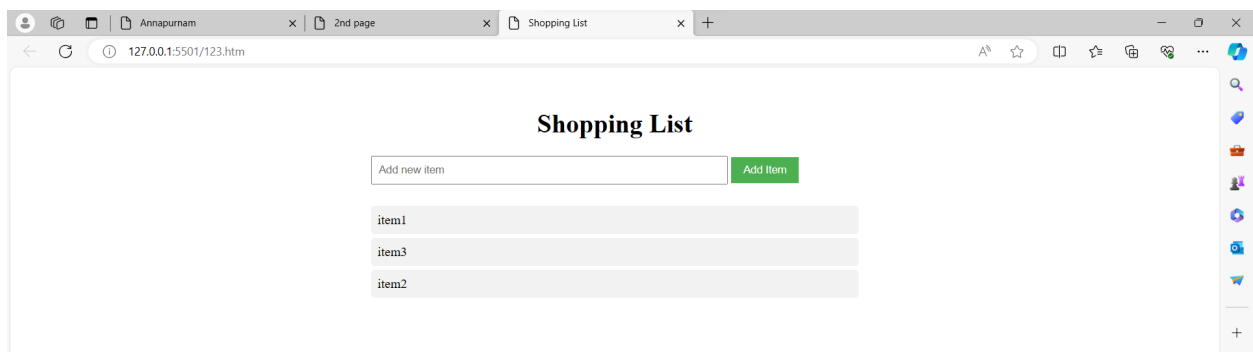 Annapurnam
2nd page
Shopping List
127.0.0.1:5501/123.htm
Shopping List
Add new item
Add Item
item1
item3
item2